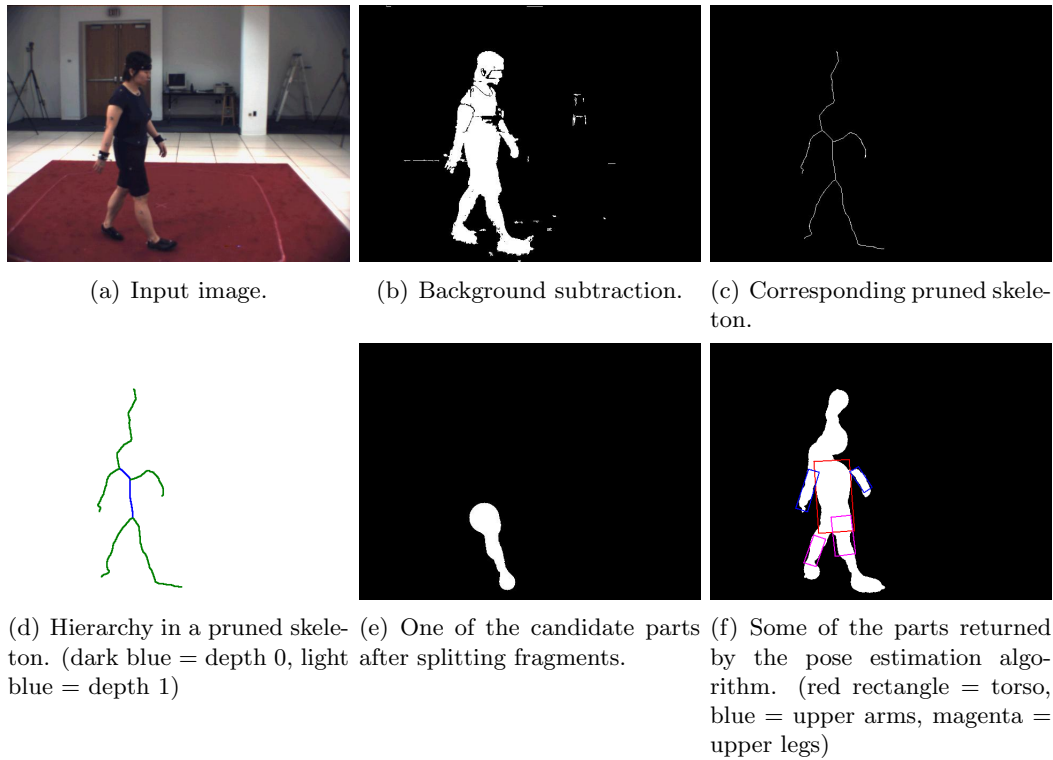 (a) Input image.
(b) Background subtraction.
(c) Corresponding pruned skele-
ton.
(d) Hierarchy in a pruned skele-
ton. (dark blue = depth 0, light
blue = depth 1)
(e) One of the candidate parts
after splitting fragments.
(f) Some of the parts returned
by the pose estimation algo-
rithm. (red rectangle = torso,
blue = upper arms, magenta =
upper legs)